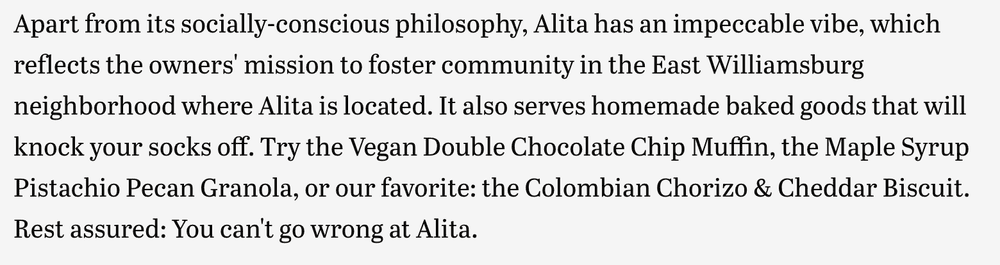 Apart from its socially-conscious philosophy, Alita has an impeccable vibe, which
reflects the owners' mission to foster community in the East Williamsburg
neighborhood where Alita is located. It also serves homemade baked goods that will
knock your socks off. Try the Vegan Double Chocolate Chip Muffin, the Maple Syrup
Pistachio Pecan Granola, or our favorite: the Colombian Chorizo & Cheddar Biscuit.
Rest assured: You can't go wrong at Alita.